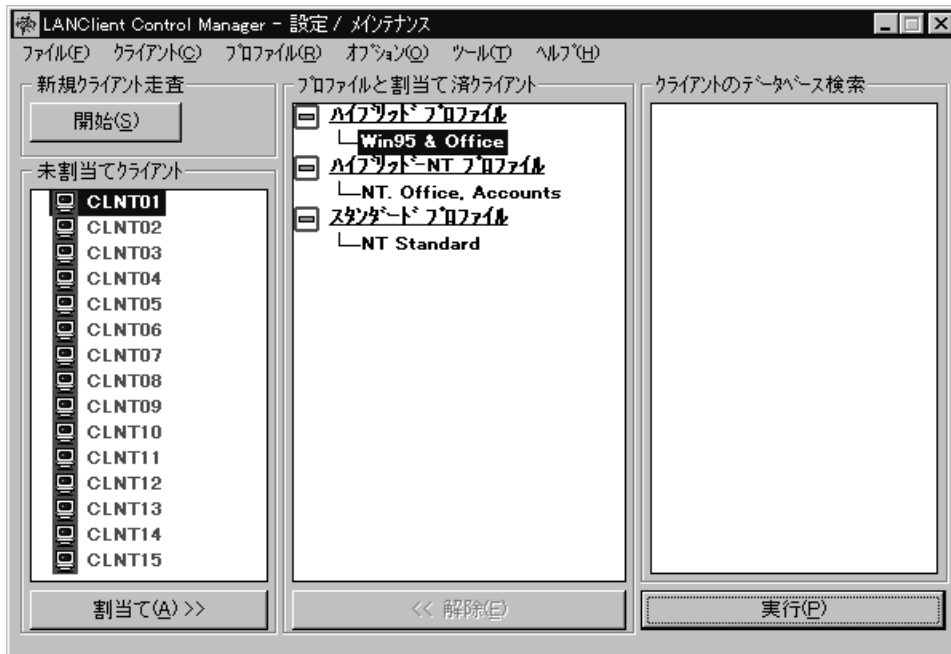 LANClient Control Manager - 設定 / ﾒｲﾝﾃﾅﾝｽ
ﾌｧｲﾙ(F) ｸﾗｲｱﾝﾄ(C) ﾌﾟﾛﾌｧｲﾙ(R) ｵﾌﾟｼｮﾝ(O) ﾂｰﾙ(T) ﾍﾙﾌﾟ(H)
新規ｸﾗｲｱﾝﾄ走査
開始(S)
未割当てｸﾗｲｱﾝﾄ
CLNT01
CLNT02
CLNT03
CLNT04
CLNT05
CLNT06
CLNT07
CLNT08
CLNT09
CLNT10
CLNT11
CLNT12
CLNT13
CLNT14
CLNT15
割当て(A) >>
ﾌﾟﾛﾌｧｲﾙと割当て済ｸﾗｲｱﾝﾄ
ﾊｲﾌﾞﾘｯﾄﾞ ﾌﾟﾛﾌｧｲﾙ
Win95 & Office
ﾊｲﾌﾞﾘｯﾄﾞ-NT ﾌﾟﾛﾌｧｲﾙ
NT. Office, Accounts
ｽﾀﾝﾀﾞｰﾄﾞ ﾌﾟﾛﾌｧｲﾙ
NT Standard
<< 解除(E)
ｸﾗｲｱﾝﾄのﾃﾞｰﾀﾍﾞｰｽ検索
実行(P)